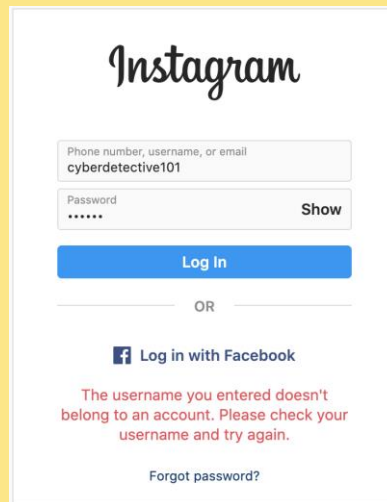 Instagram
Phone number, username, or email
cyberdetective101
Password
••••••
Show
Log In
OR
Log in with Facebook
The username you entered doesn't
belong to an account. Please check your
username and try again.
Forgot password?